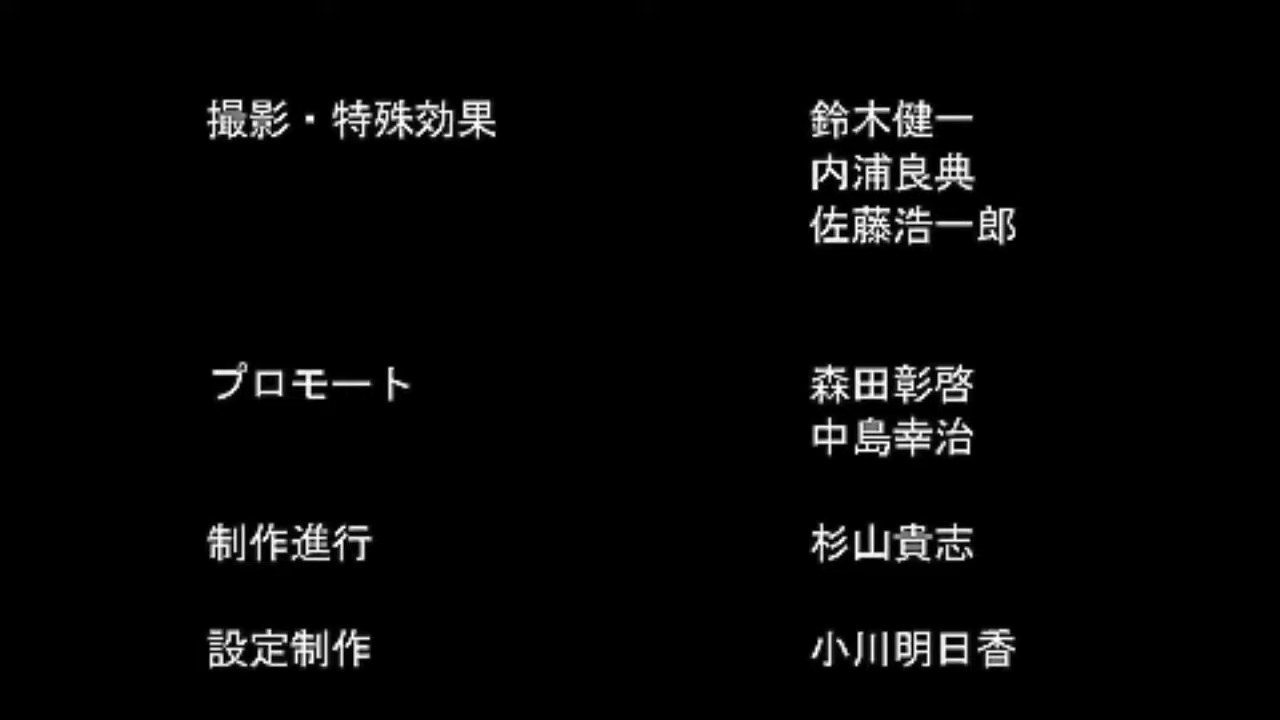 撮影・特殊効果 鈴木健一
内浦良典
佐藤浩一郎
プロモート 森田彰啓
中島幸治
制作進行 杉山貴志
設定制作 小川明日香